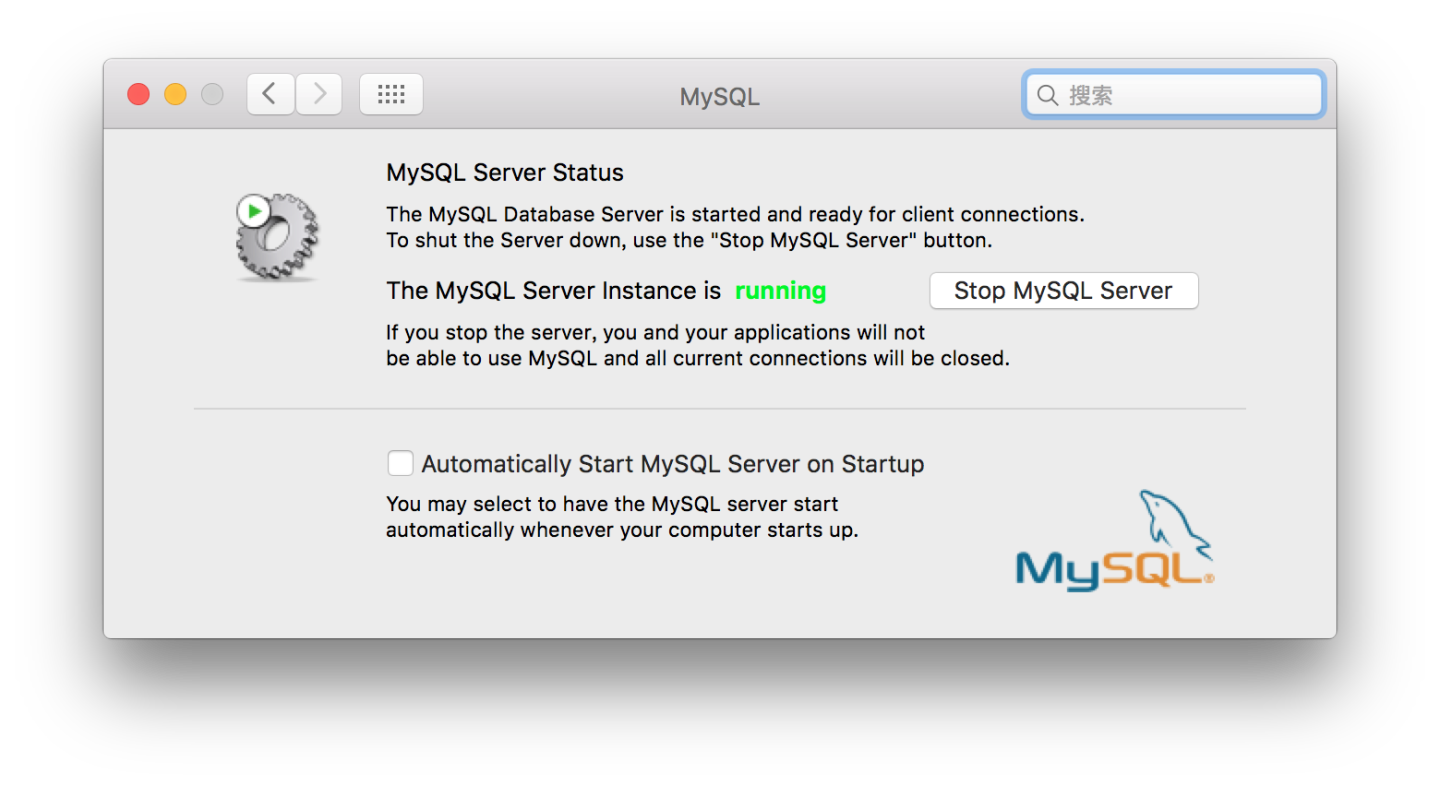 MySQL
搜索
MySQL Server Status
The MySQL Database Server is started and ready for client connections.
To shut the Server down, use the "Stop MySQL Server" button.
The MySQL Server Instance is running
Stop MySQL Server
If you stop the server, you and your applications will not
be able to use MySQL and all current connections will be closed.
Automatically Start MySQL Server on Startup
You may select to have the MySQL server start
automatically whenever your computer starts up.
MySQL®